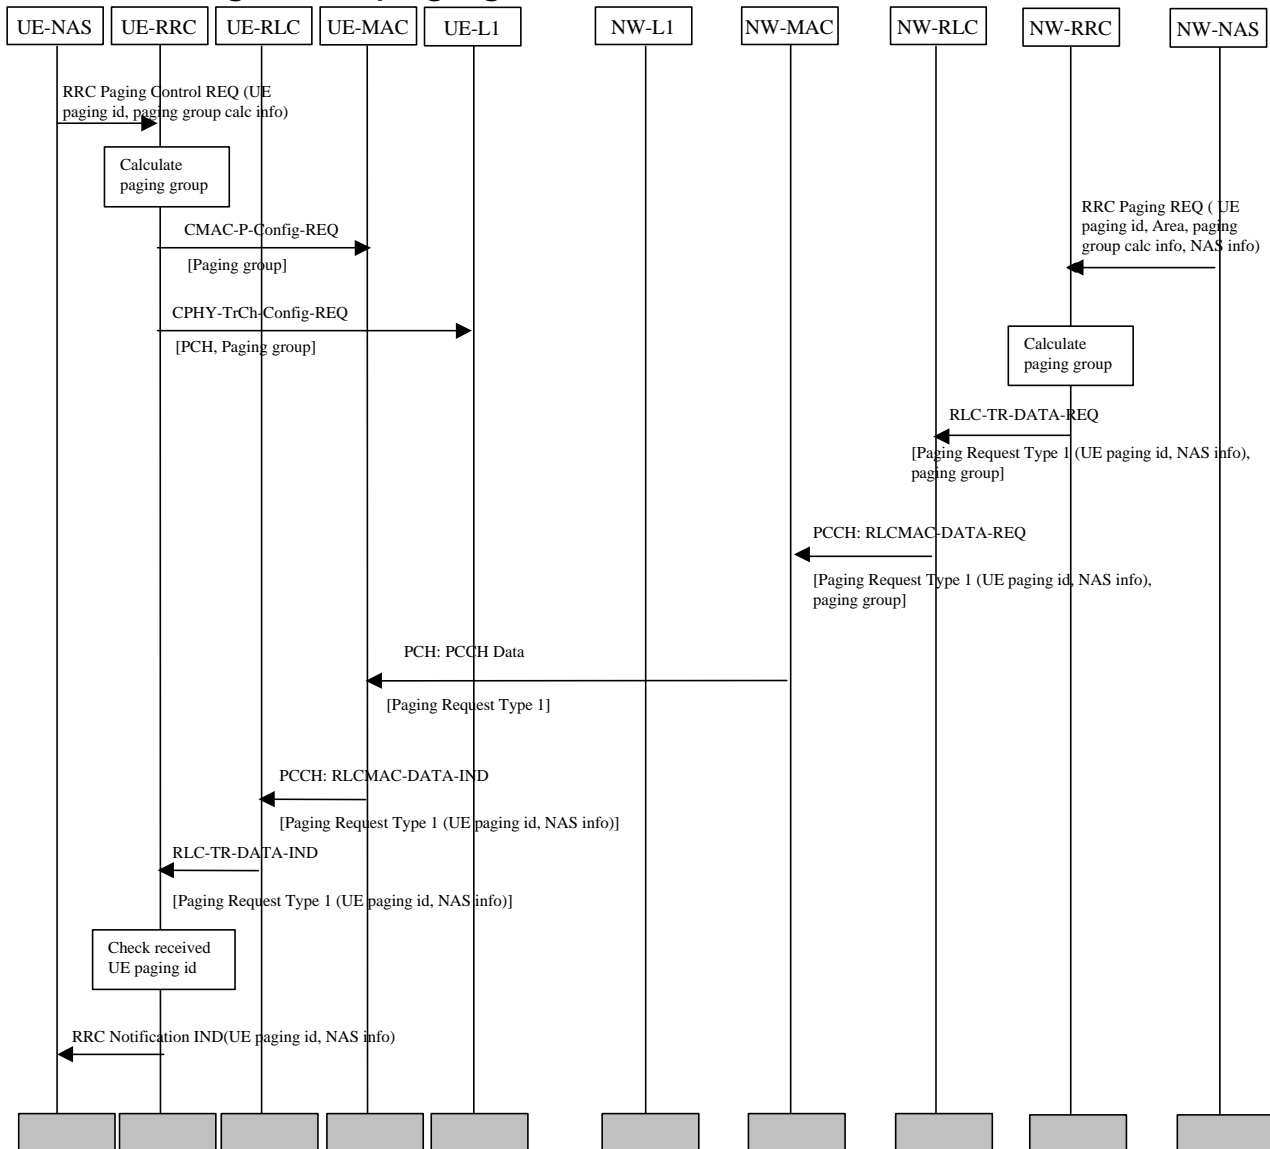 UE-NAS
UE-RRC
UE-RLC
UE-MAC
UE-L1
NW-L1
NW-MAC
NW-RLC
NW-RRC
NW-NAS
RRC Paging Control REQ (UE
paging id, paging group calc info)
Calculate
paging group
CMAC-P-Config-REQ
[Paging group]
RRC Paging REQ ( UE
paging id, Area, paging
group calc info, NAS info)
CPHY-TrCh-Config-REQ
[PCH, Paging group]
Calculate
paging group
RLC-TR-DATA-REQ
[Paging Request Type 1 (UE paging id, NAS info),
paging group]
PCCH: RLCMAC-DATA-REQ
[Paging Request Type 1 (UE paging id, NAS info),
paging group]
PCH: PCCH Data
[Paging Request Type 1]
PCCH: RLCMAC-DATA-IND
[Paging Request Type 1 (UE paging id, NAS info)]
RLC-TR-DATA-IND
[Paging Request Type 1 (UE paging id, NAS info)]
Check received
UE paging id
RRC Notification IND(UE paging id, NAS info)